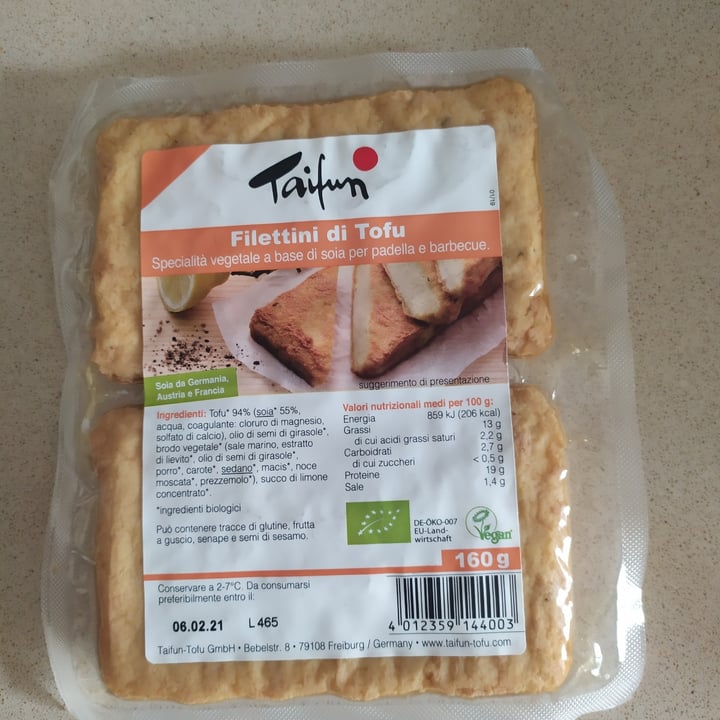 Taifun
01/19
Filettini di Tofu
Specialità vegetale a base di soia per padella e barbecue.
Soia da Germania,
Austria e Francia
suggerimento di presentazione
Ingredienti: Tofu* 94% (soia* 55%,
acqua, coagulante: cloruro di magnesio,
solfato di calcio), olio di semi di girasole*,
brodo vegetale* (sale marino, estratto
di lievito*, olio di semi di girasole*,
porro*, carote*, sedano*, macis*, noce
moscata*, prezzemolo*), succo di limone
concentrato*.
*ingredienti biologici
Può contenere tracce di glutine, frutta
a guscio, senape e semi di sesamo.
Valori nutrizionali medi per 100 g:
Energia 859 kJ (206 kcal)
Grassi 13 g
di cui acidi grassi saturi 2,2 g
Carboidrati 2,7 g
di cui zuccheri < 0,5 g
Proteine 19 g
Sale 1,4 g
DE-ÖKO-007
EU-Land-
wirtschaft
Vegan
160 g
Conservare a 2-7°C. Da consumarsi
preferibilmente entro il:
06.02.21 L 465
4 012359 144003
Taifun-Tofu GmbH • Bebelstr. 8 • 79108 Freiburg / Germany • www.taifun-tofu.com